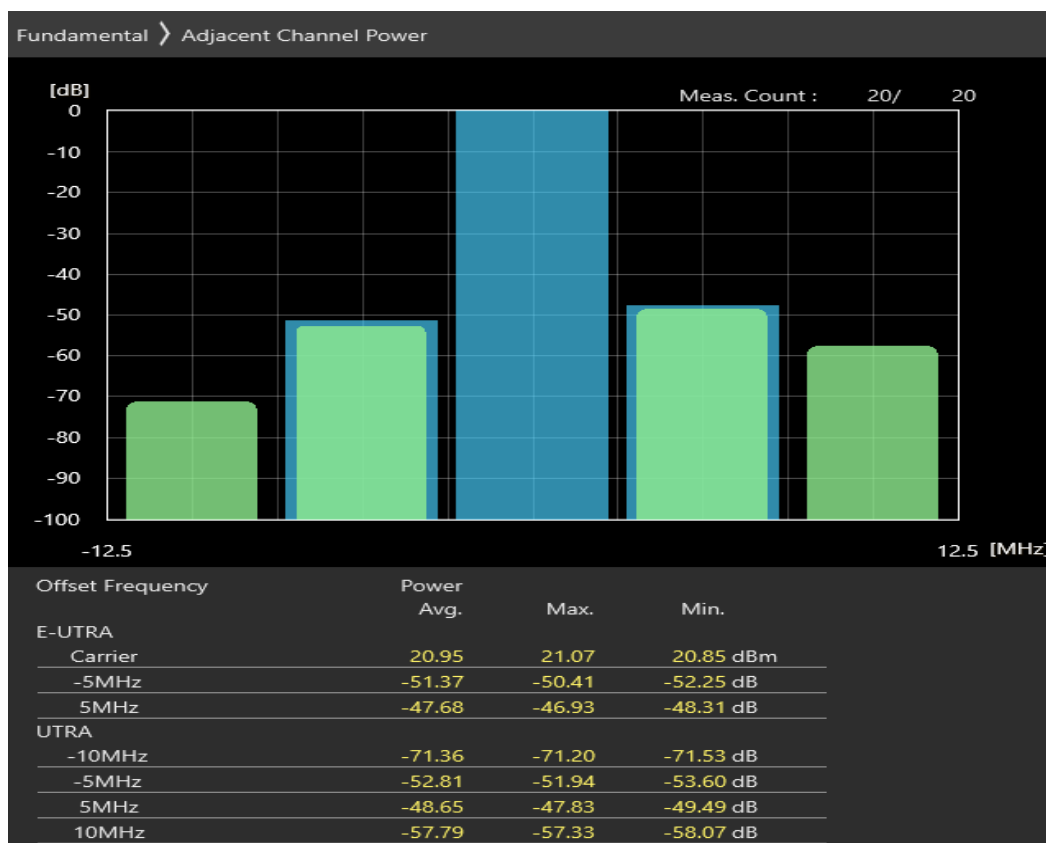 Fundamental 〉 Adjacent Channel Power
[dB]
Meas. Count : 20/ 20
0
-10
-20
-30
-40
-50
-60
-70
-80
-90
-100
-12.5 12.5 [MHz]
Offset Frequency Power
Avg. Max. Min.
E-UTRA
Carrier 20.95 21.07 20.85 dBm
-5MHz -51.37 -50.41 -52.25 dB
5MHz -47.68 -46.93 -48.31 dB
UTRA
-10MHz -71.36 -71.20 -71.53 dB
-5MHz -52.81 -51.94 -53.60 dB
5MHz -48.65 -47.83 -49.49 dB
10MHz -57.79 -57.33 -58.07 dB